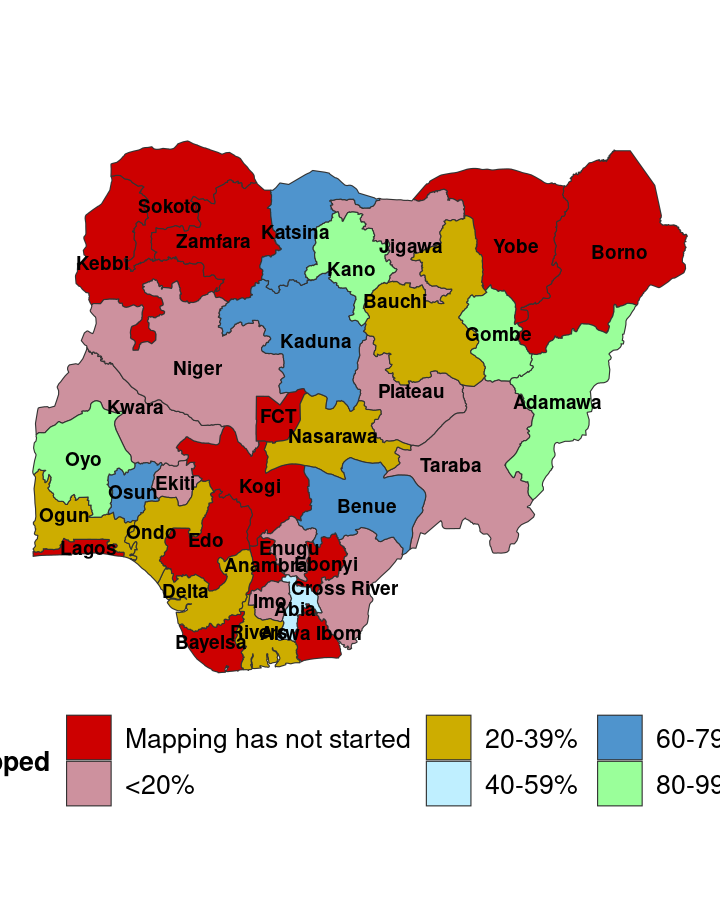 Sokoto
Katsina
Zamfara
Jigawa
Yobe
Borno
Kebbi
Kano
Bauchi
Gombe
Kaduna
Niger
Plateau
Adamawa
Kwara
FCT
Nasarawa
Oyo
Taraba
Ekiti
Kogi
Osun
Benue
Ogun
Ondo
Edo
Lagos
Enugu
Anambra
Ebonyi
Delta
Cross River
Imo
Abia
Rivers
Akwa Ibom
Bayelsa
pped
Mapping has not started
<20%
20-39%
40-59%
60-79
80-99